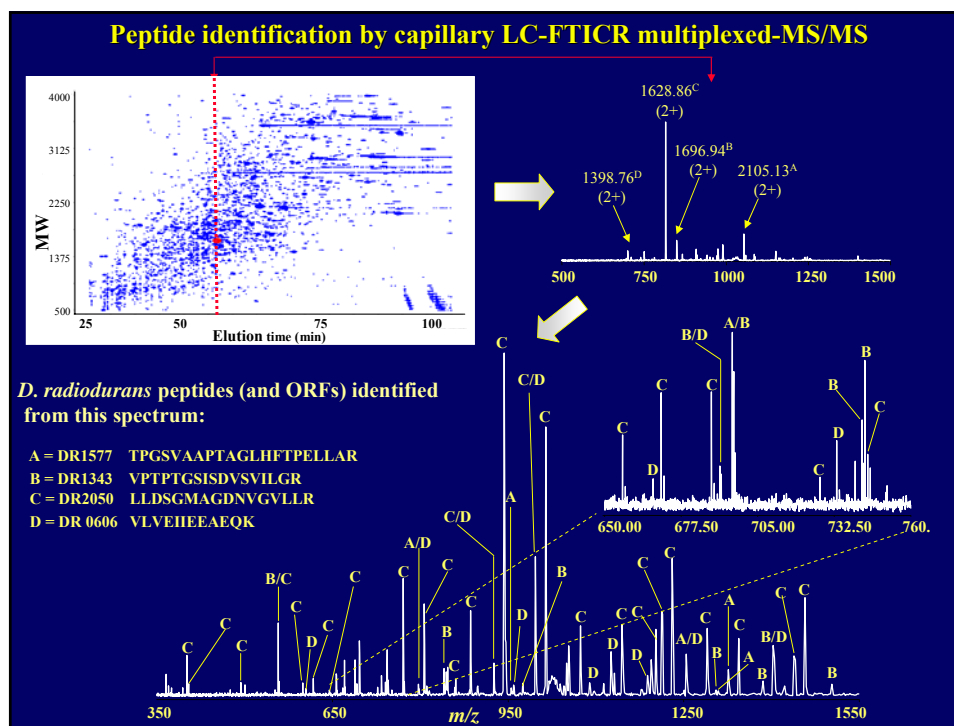 Peptide identification by capillary LC-FTICR multiplexed-MS/MS
4000
3125
2250
1375
500
MW
25 50 75 100
Elution time (min)
1628.86C
(2+)
1696.94B
(2+)
1398.76D
(2+)
2105.13A
(2+)
500 750 1000 1250 1500
D. radiodurans peptides (and ORFs) identified
from this spectrum:
A = DR1577 TPGSVAAPTAGLHFTPELLAR
B = DR1343 VPTPTGSISDVSVILGR
C = DR2050 LLDSGMAGDNVGVLLR
D = DR 0606 VLVEIIEEAEQK
A/B
B/D
B
C
C
B
C
C
D
D
C
650.00 677.50 705.00 732.50 760.
C
C/D
C
A
C/D
A/D
C
B
C
C
B/C
C
D
C
C
C
C
B
C
D
C
D
D
C
C
C
D
A/D
C
B
A
C
A
B
B/D
C
C
B
350 650 m/z 950 1250 1550